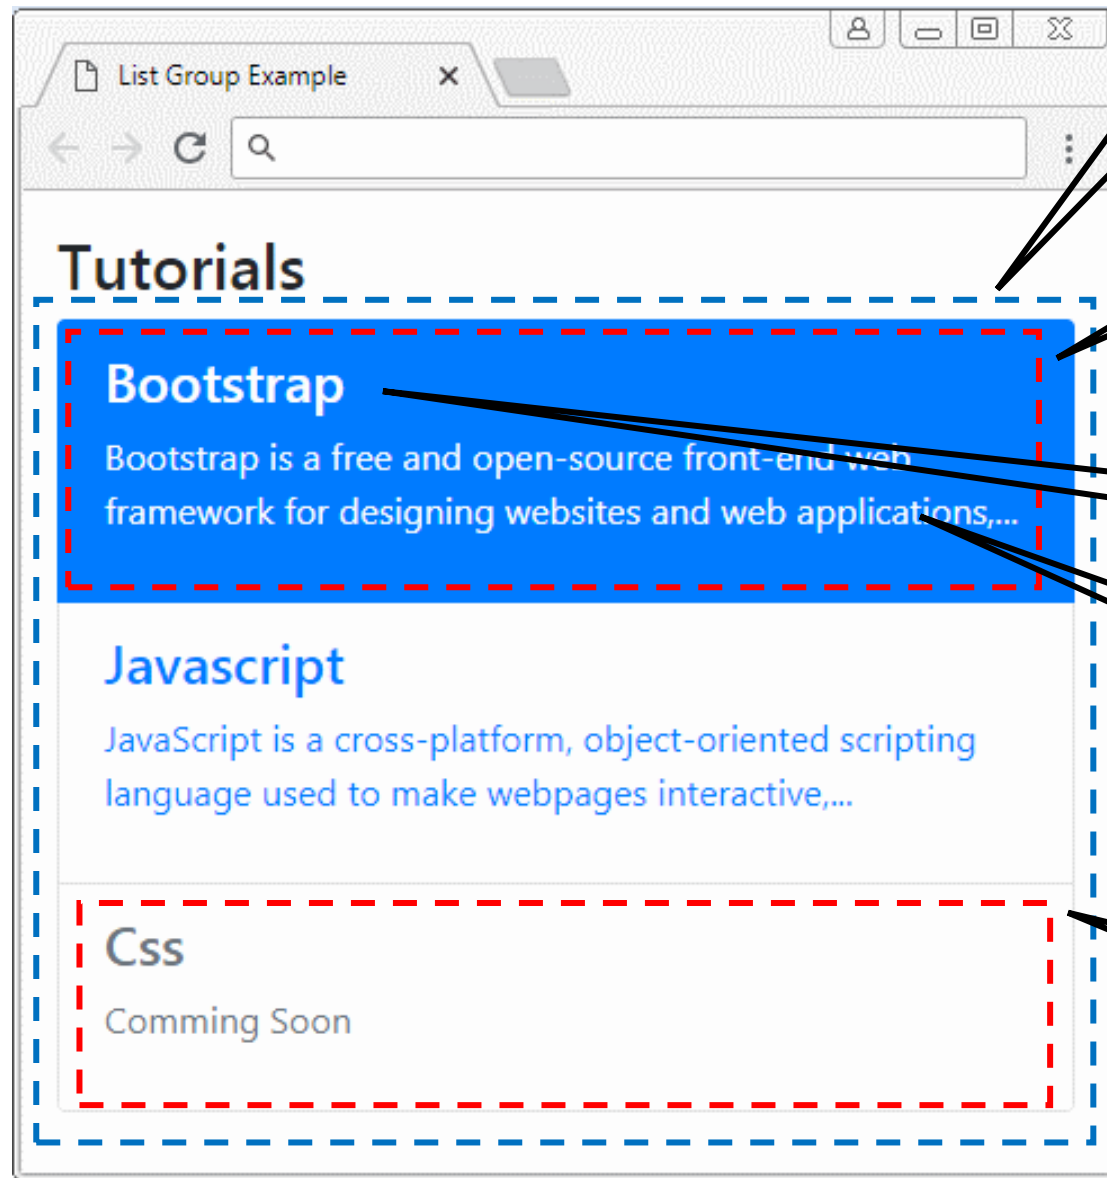 List Group Example
Tutorials
Bootstrap
Bootstrap is a free and open-source front-end web
framework for designing websites and web applications,...
Javascript
JavaScript is a cross-platform, object-oriented scripting
language used to make webpages interactive,...
Css
Comming Soon